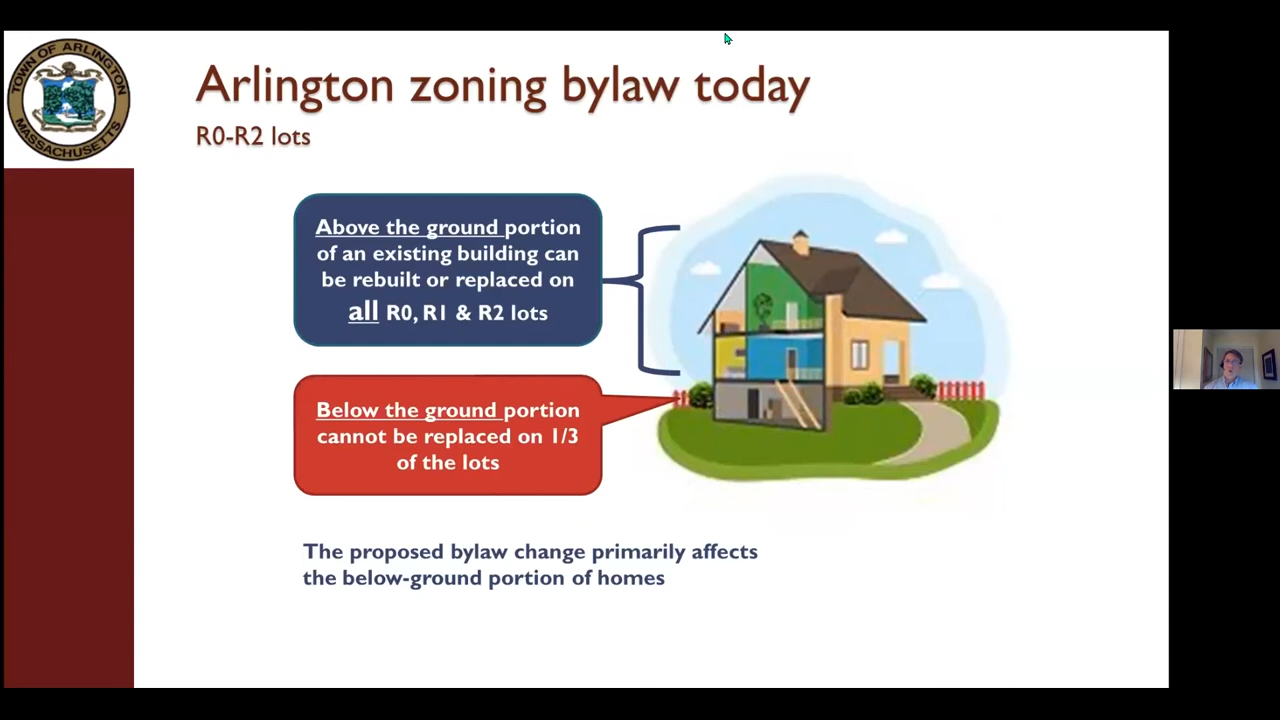 TOWN OF ARLINGTON
MASSACHUSETTS
Arlington zoning bylaw today
R0-R2 lots
Above the ground portion
of an existing building can
be rebuilt or replaced on
all R0, R1 & R2 lots
Below the ground portion
cannot be replaced on 1/3
of the lots
The proposed bylaw change primarily affects
the below-ground portion of homes